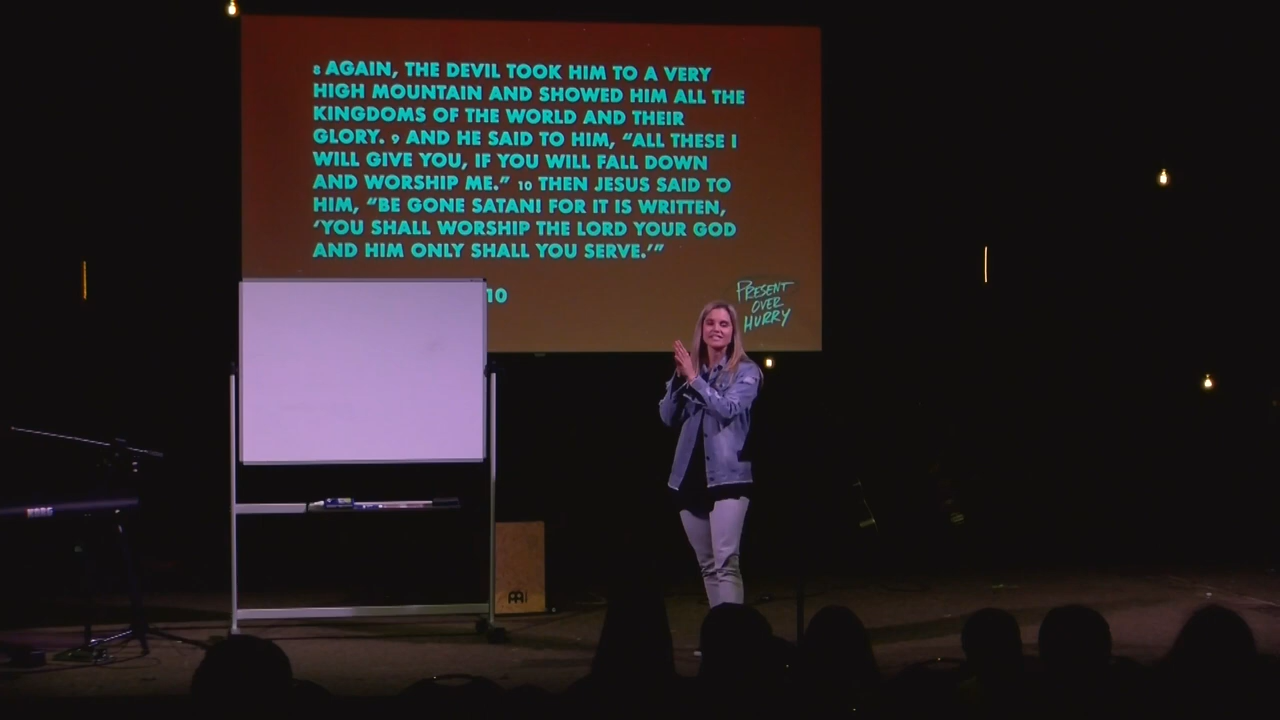 8 AGAIN, THE DEVIL TOOK HIM TO A VERY
HIGH MOUNTAIN AND SHOWED HIM ALL THE
KINGDOMS OF THE WORLD AND THEIR
GLORY. 9 AND HE SAID TO HIM, “ALL THESE I
WILL GIVE YOU, IF YOU WILL FALL DOWN
AND WORSHIP ME.” 10 THEN JESUS SAID TO
HIM, “BE GONE SATAN! FOR IT IS WRITTEN,
‘YOU SHALL WORSHIP THE LORD YOUR GOD
AND HIM ONLY SHALL YOU SERVE.’”
10
PRESENT
OVER
HURRY